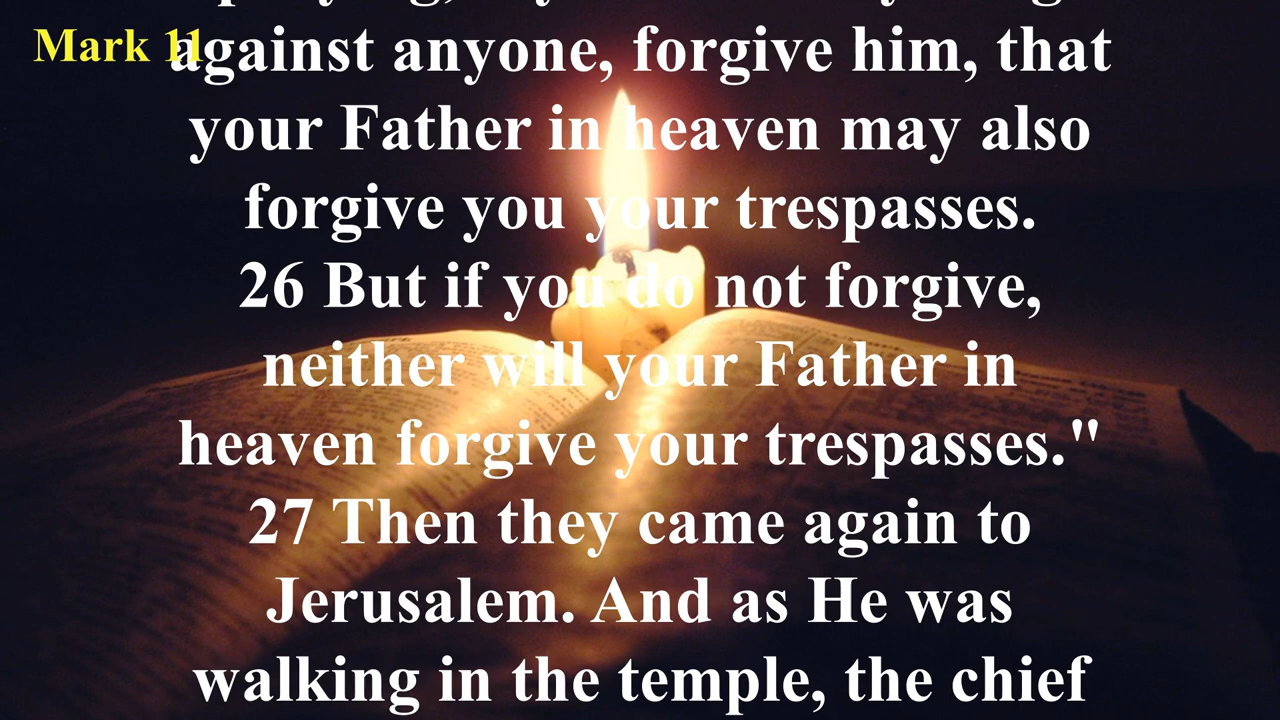 Mark 11
against anyone, forgive him, that
your Father in heaven may also
forgive you your trespasses.
26 But if you do not forgive,
neither will your Father in
heaven forgive your trespasses."
27 Then they came again to
Jerusalem. And as He was
walking in the temple, the chief